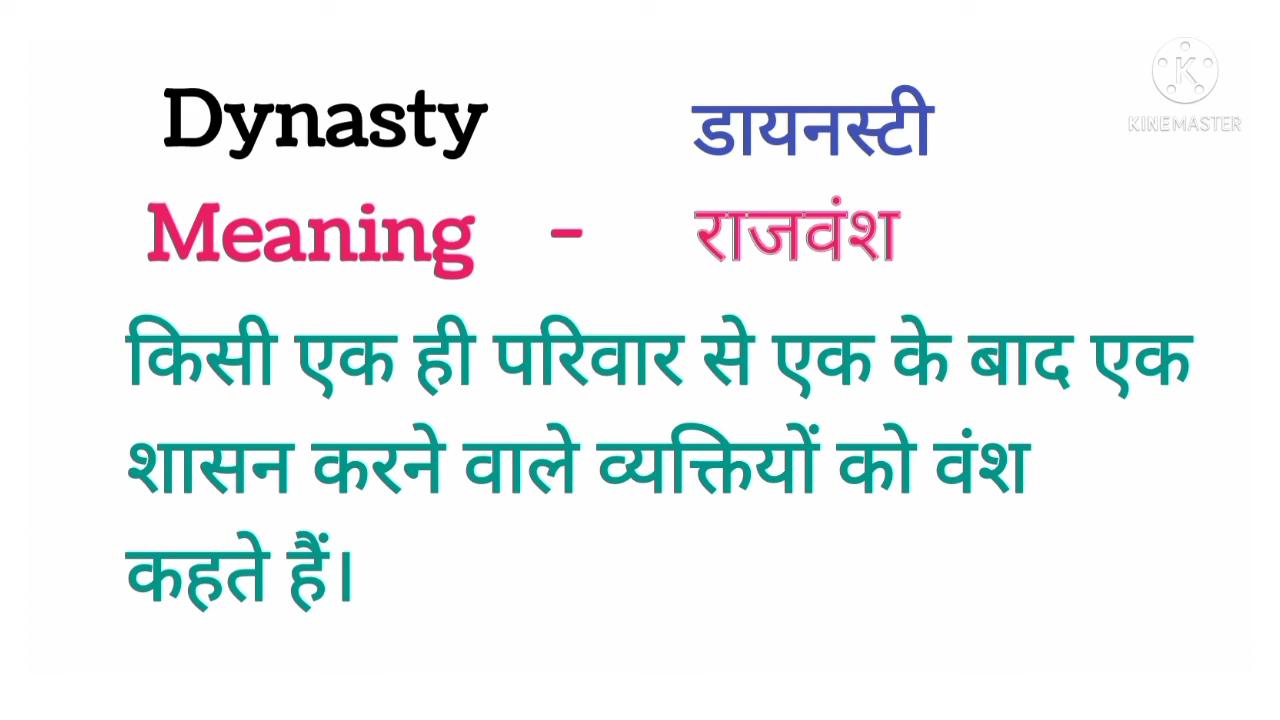 Dynasty डायनस्टी
KINEMASTER
Meaning - राजवंश
किसी एक ही परिवार से एक के बाद एक
शासन करने वाले व्यक्तियों को वंश
कहते हैं।